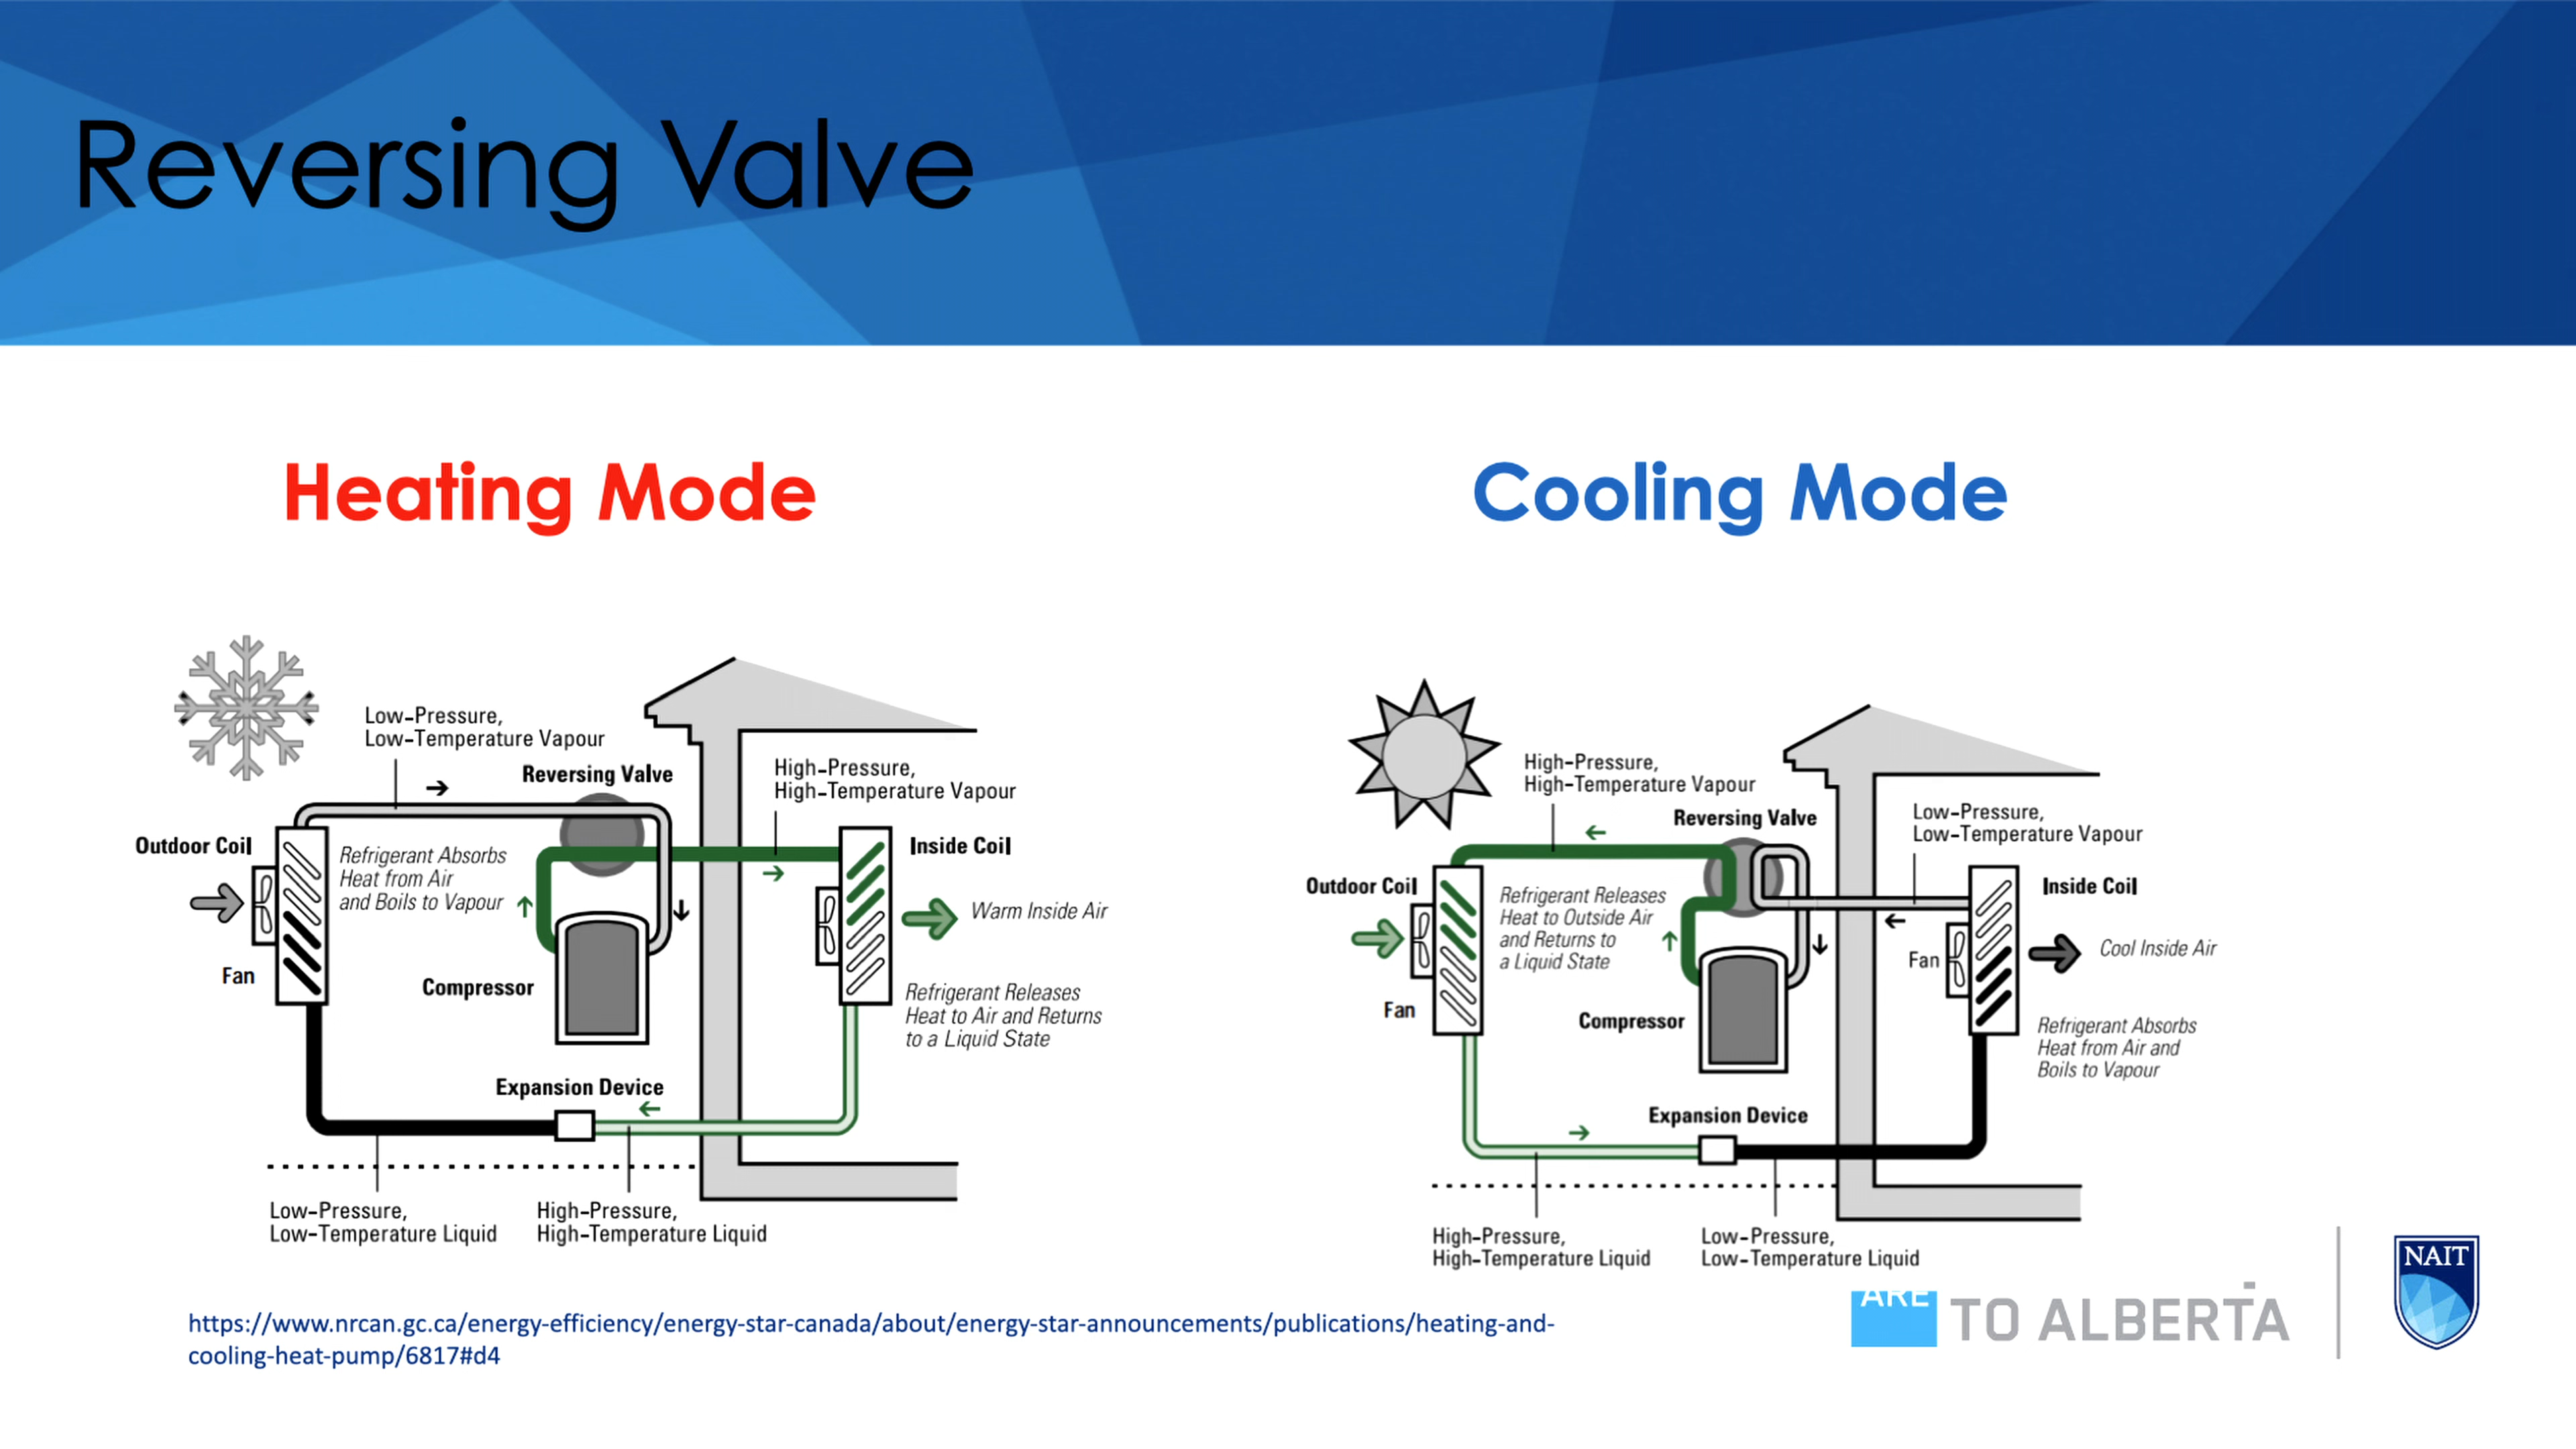 Reversing Valve
Heating Mode
Low-Pressure,
Low-Temperature Vapour
Reversing Valve
High-Pressure,
High-Temperature Vapour
Outdoor Coil
Refrigerant Absorbs
Heat from Air
and Boils to Vapour
Inside Coil
Warm Inside Air
Fan
Compressor
Refrigerant Releases
Heat to Air and Returns
to a Liquid State
Expansion Device
Low-Pressure,
Low-Temperature Liquid
High-Pressure,
High-Temperature Liquid
Cooling Mode
High-Pressure,
High-Temperature Vapour
Reversing Valve
Low-Pressure,
Low-Temperature Vapour
Outdoor Coil
Refrigerant Releases
Heat to Outside Air
and Returns to
a Liquid State
Inside Coil
Fan
Cool Inside Air
Fan
Compressor
Refrigerant Absorbs
Heat from Air and
Boils to Vapour
Expansion Device
High-Pressure,
High-Temperature Liquid
Low-Pressure,
Low-Temperature Liquid
https://www.nrcan.gc.ca/energy-efficiency/energy-star-canada/about/energy-star-announcements/publications/heating-and-
cooling-heat-pump/6817#d4
ARE TO ALBERTA
NAIT